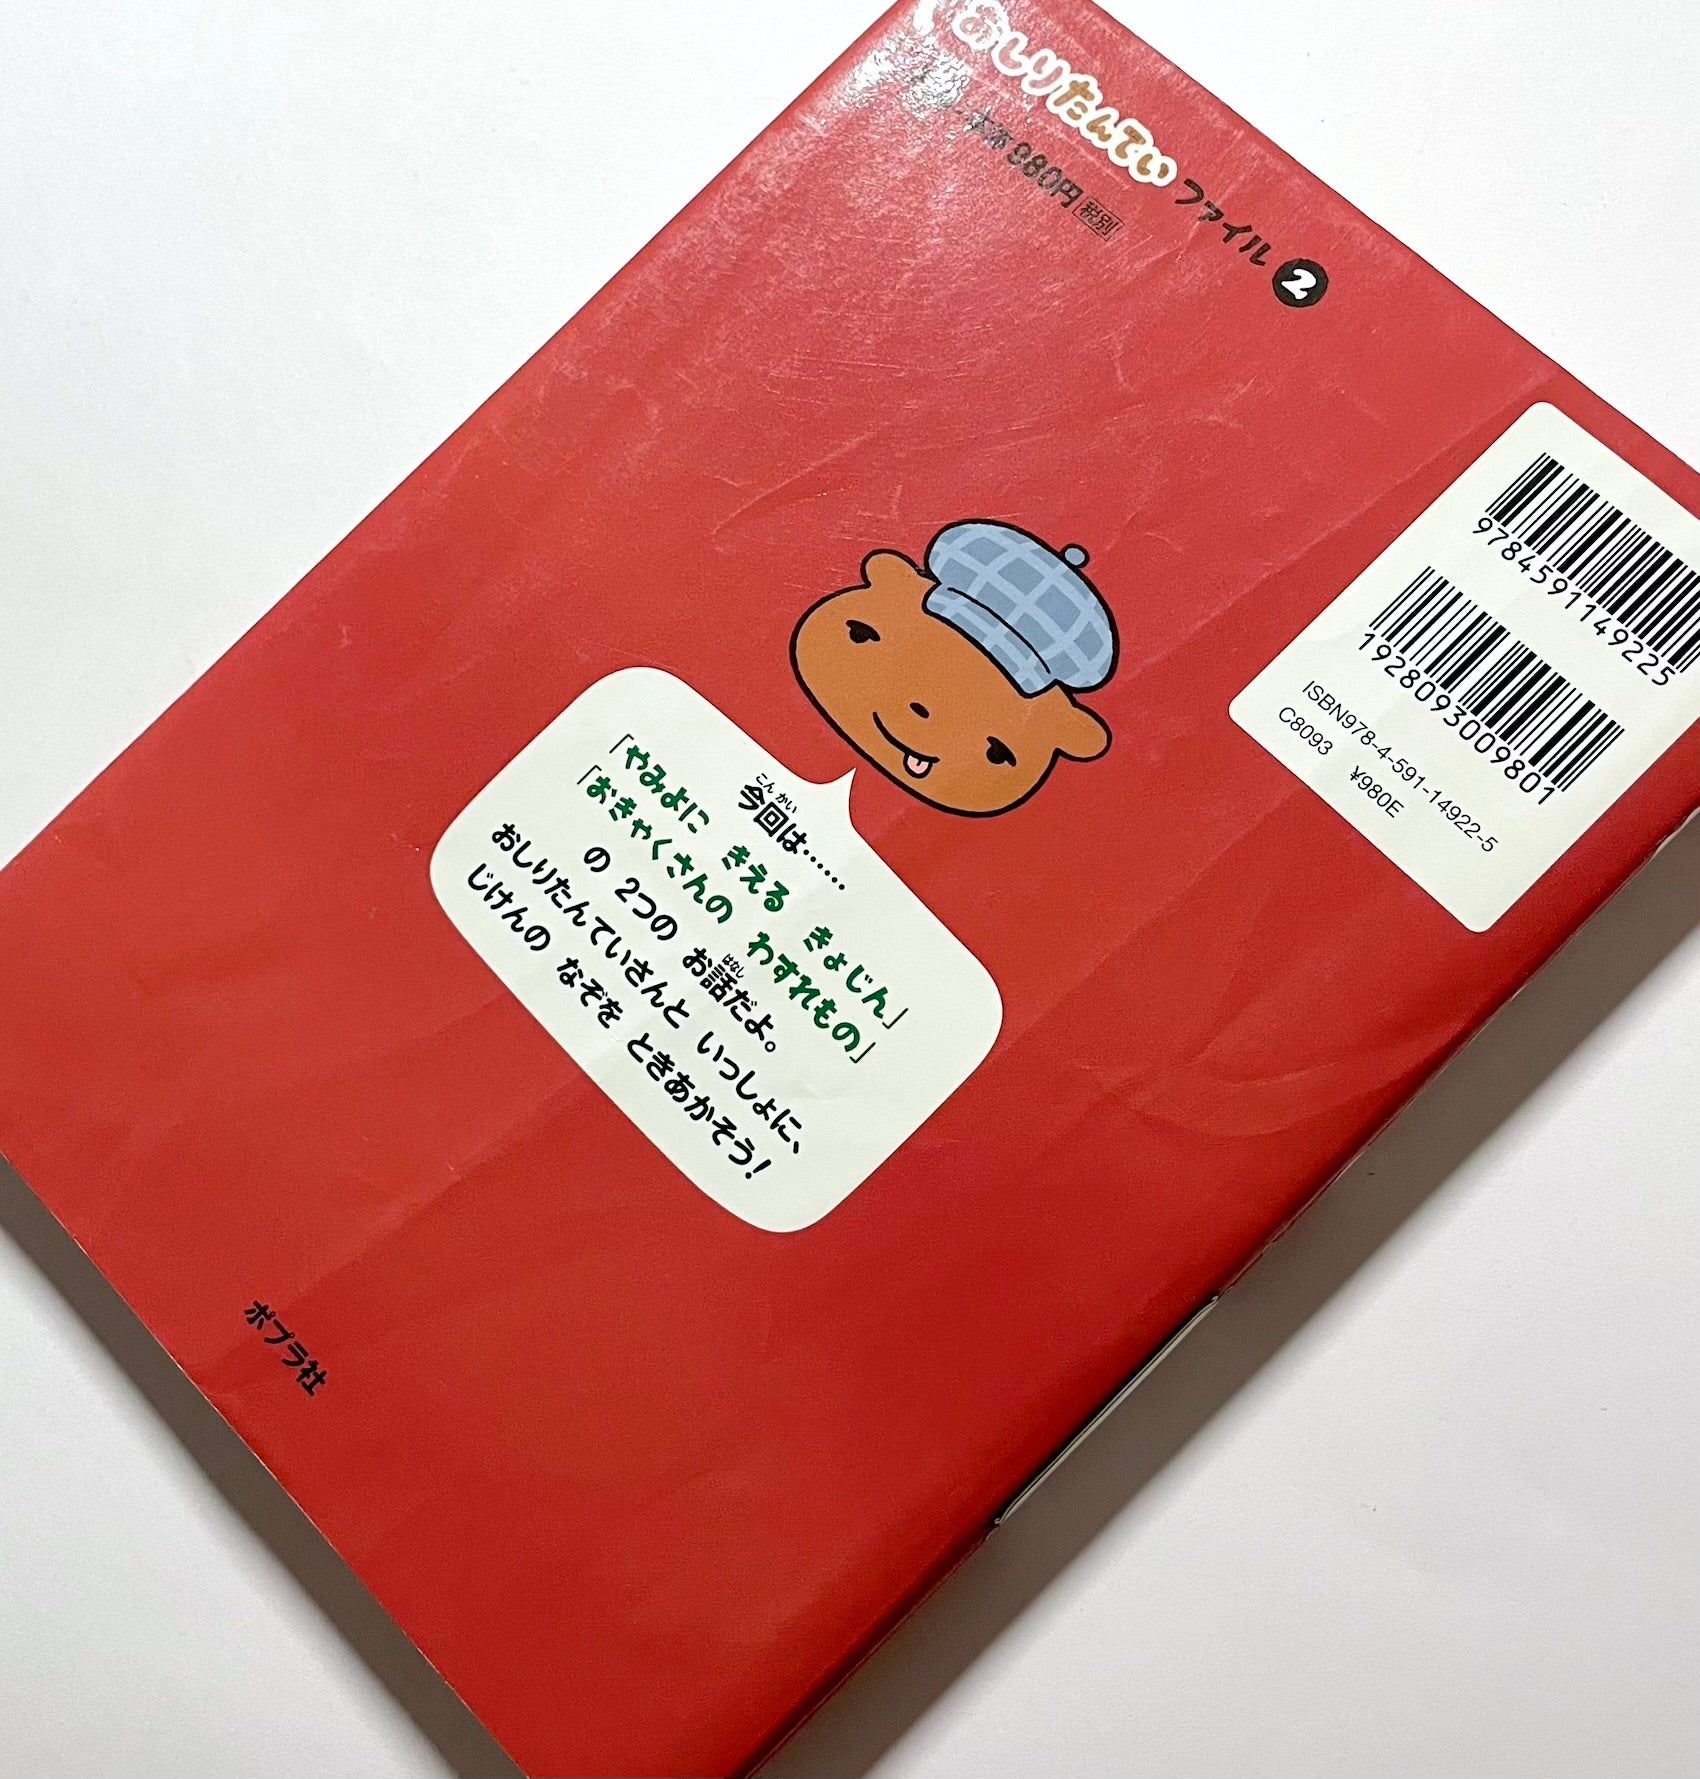 おしりたんてい ファイル 2
980円 税別
9784591149225
1928093009801
ISBN978-4-591-14922-5
C8093 ¥980E
今回は……
「やみよに きえる きょじん」
「おきゃくさんの わすれもの」
の 2つの お話だよ。
おしりたんていさんと いっしょに、
じけんの なぞを ときあかそう!
ポプラ社